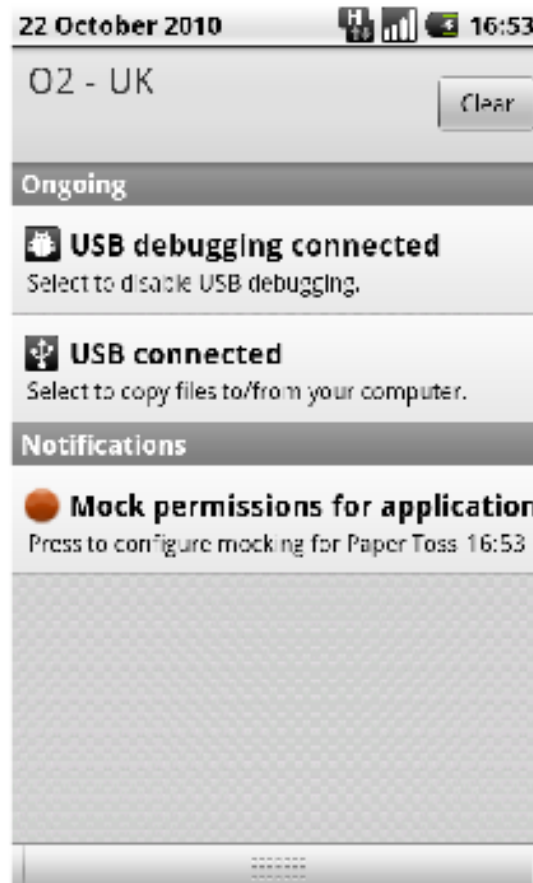 22 October 2010 H 16:53
O2 - UK
Clear
Ongoing
USB debugging connected
Select to disable USB debugging.
USB connected
Select to copy files to/from your computer.
Notifications
Mock permissions for application
Press to configure mocking for Paper Toss 16:53